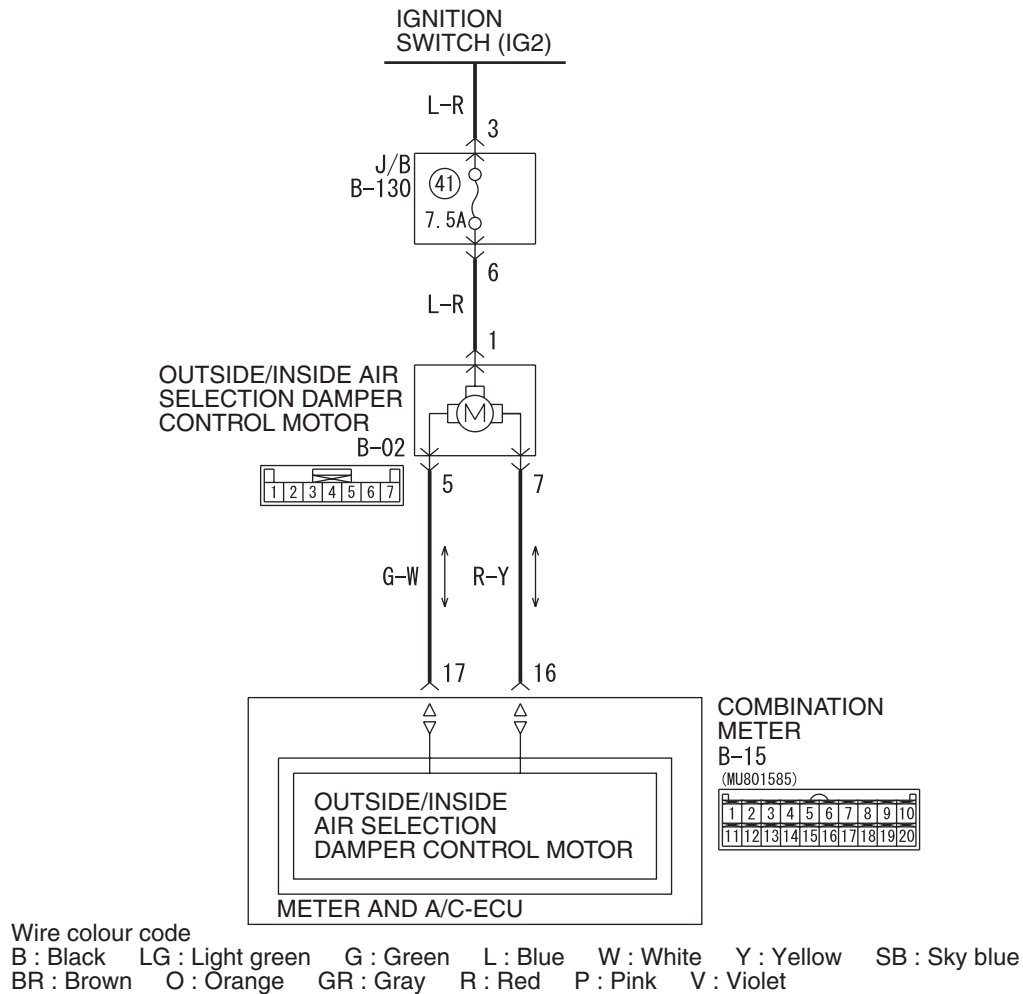 IGNITION
SWITCH (IG2)
L-R
3
J/B
B-130
41
7.5A
6
L-R
1
OUTSIDE/INSIDE AIR
SELECTION DAMPER
CONTROL MOTOR
B-02
M
1 2 3 4 5 6 7
5 7
G-W R-Y
17 16
COMBINATION
METER
B-15
(MU801585)
1 2 3 4 5 6 7 8 9 10
11 12 13 14 15 16 17 18 19 20
OUTSIDE/INSIDE
AIR SELECTION
DAMPER CONTROL MOTOR
METER AND A/C-ECU
Wire colour code
B : Black LG : Light green G : Green L : Blue W : White Y : Yellow SB : Sky blue
BR : Brown O : Orange GR : Gray R : Red P : Pink V : Violet